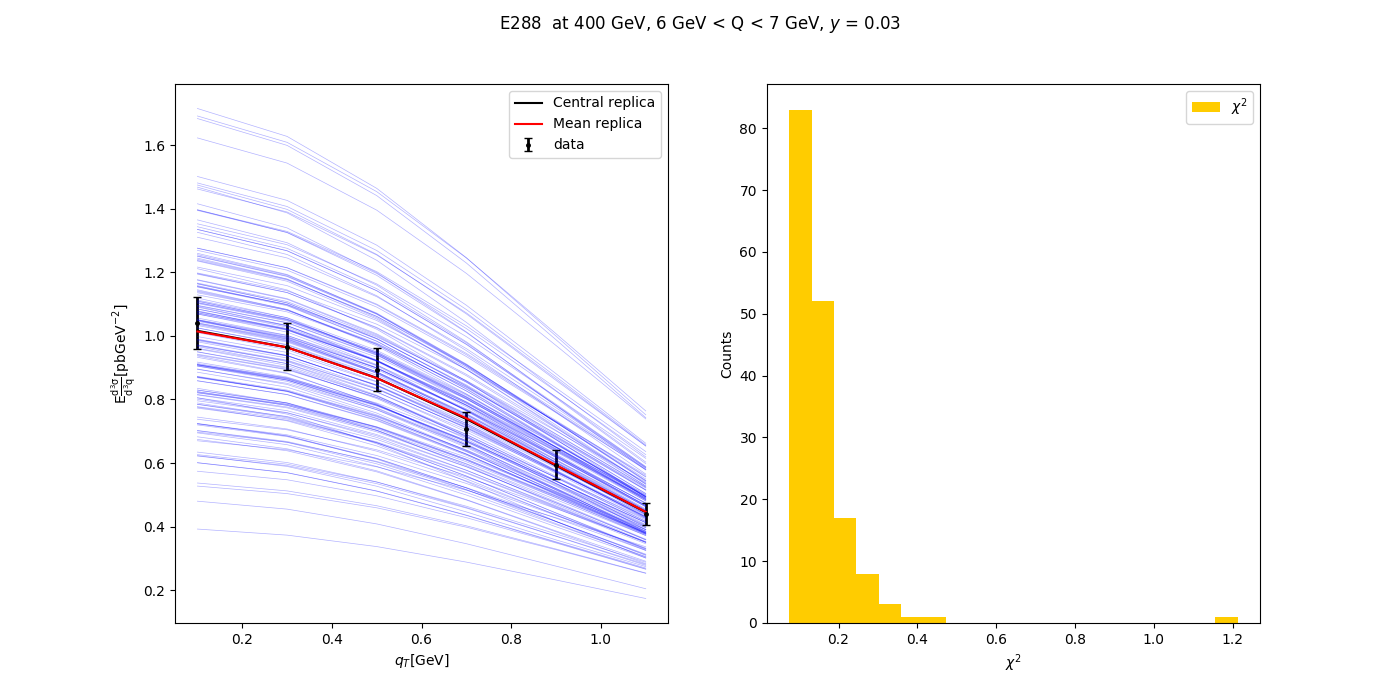 E288 at 400 GeV, 6 GeV < Q < 7 GeV, y = 0.03
Central replica
Mean replica
data
1.6
1.4
1.2
1.0
0.8
0.6
0.4
0.2
E d³σ/d³q [pbGeV⁻²]
0.2 0.4 0.6 0.8 1.0
q_T[GeV]
χ²
80
70
60
50
40
30
20
10
0
Counts
0.2 0.4 0.6 0.8 1.0 1.2
χ²